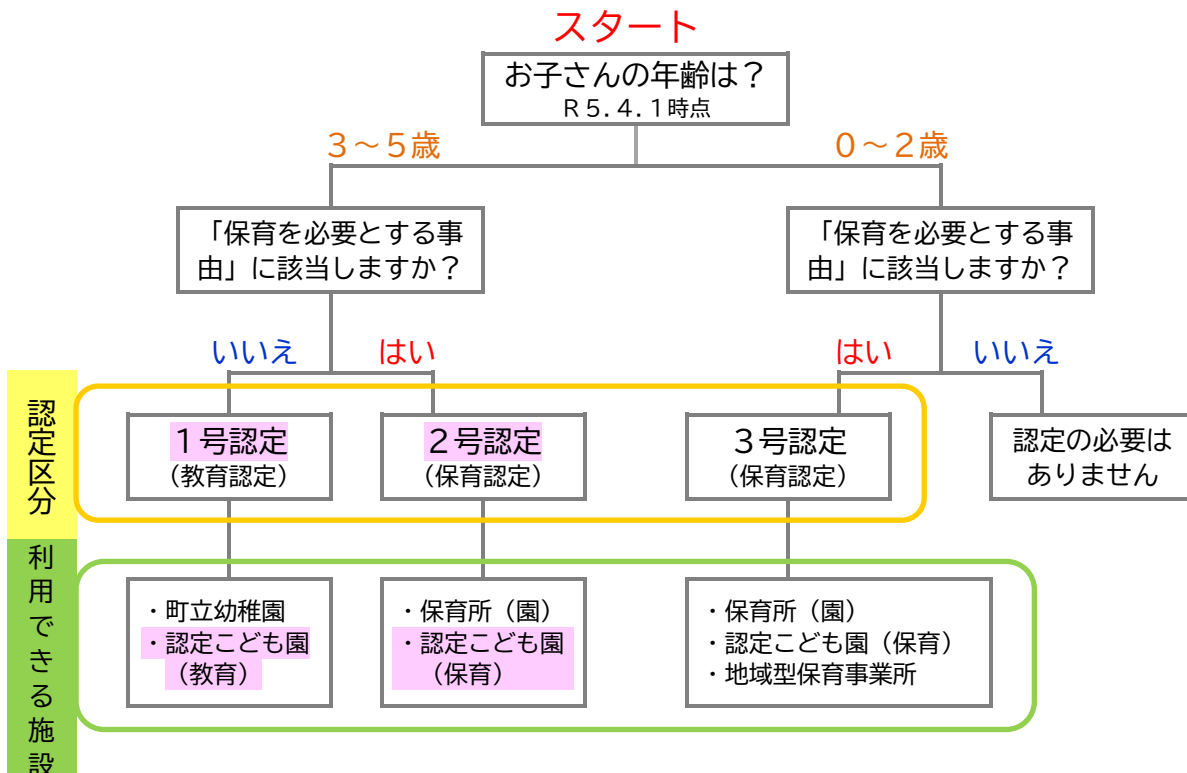 スタート
お子さんの年齢は？
Ｒ５.４.１時点
３～５歳
０～２歳
「保育を必要とする事
由」に該当しますか？
「保育を必要とする事
由」に該当しますか？
いいえ
はい
はい
いいえ
認定区分
１号認定
（教育認定）
２号認定
（保育認定）
３号認定
（保育認定）
認定の必要は
ありません
利用できる施設
・町立幼稚園
・認定こども園
（教育）
・保育所（園）
・認定こども園
（保育）
・保育所（園）
・認定こども園（保育）
・地域型保育事業所